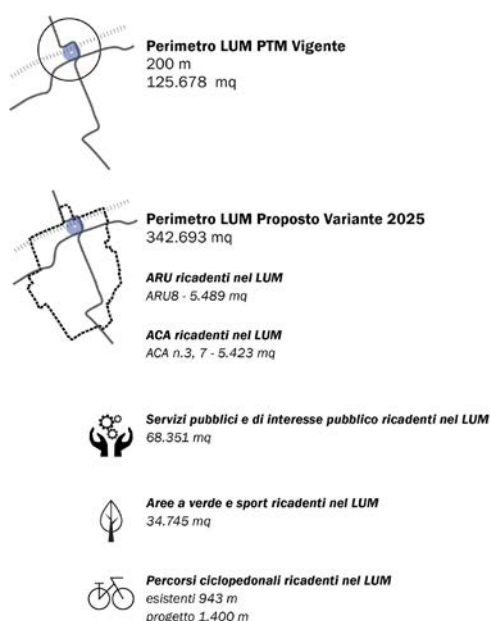 Perimetro LUM PTM Vigente
200 m
125.678 mq
Perimetro LUM Proposto Variante 2025
342.693 mq
ARU ricadenti nel LUM
ARU8 - 5.489 mq
ACA ricadenti nel LUM
ACA n.3, 7 - 5.423 mq
Servizi pubblici e di interesse pubblico ricadenti nel LUM
68.351 mq
Aree a verde e sport ricadenti nel LUM
34.745 mq
Percorsi ciclopedonali ricadenti nel LUM
esistenti 943 m
progetto 1.400 m